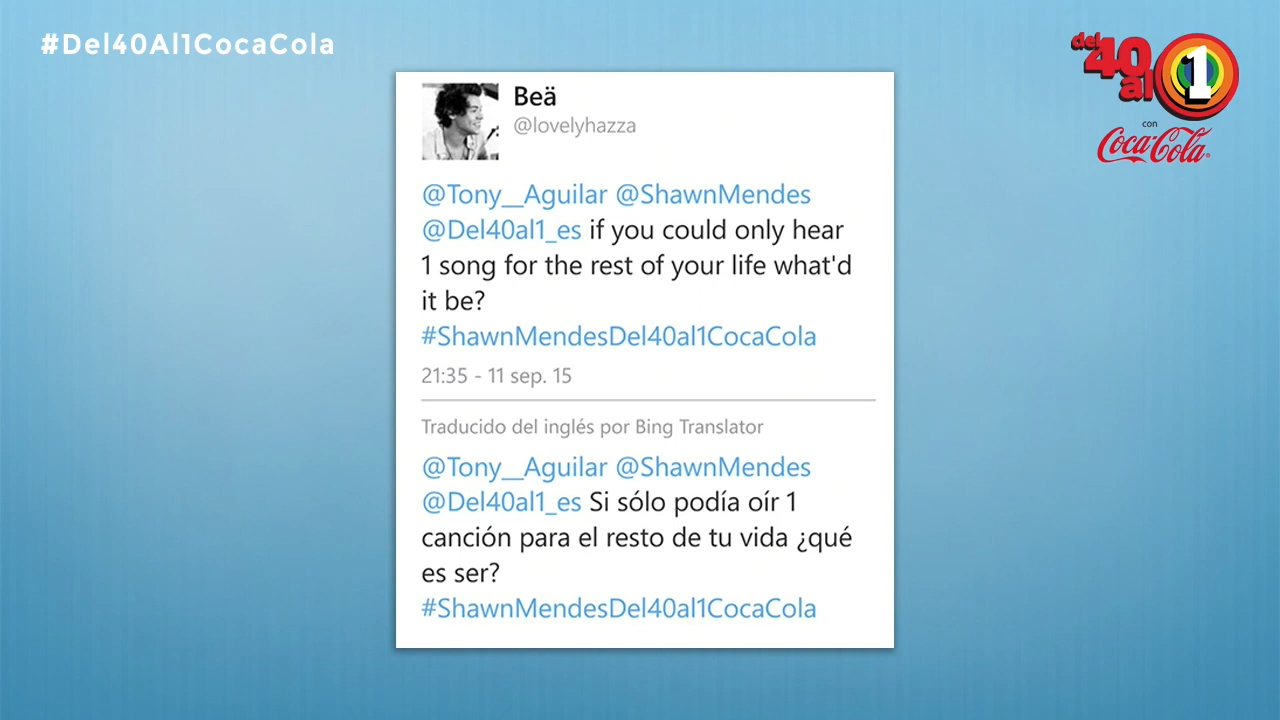 #Del40Al1CocaCola
del
40
al
1
con
Coca-Cola
Beä
@lovelyhazza
@Tony__Aguilar @ShawnMendes
@Del40al1_es if you could only hear
1 song for the rest of your life what'd
it be?
#ShawnMendesDel40al1CocaCola
21:35 - 11 sep. 15
Traducido del inglés por Bing Translator
@Tony__Aguilar @ShawnMendes
@Del40al1_es Si sólo podía oír 1
canción para el resto de tu vida ¿qué
es ser?
#ShawnMendesDel40al1CocaCola